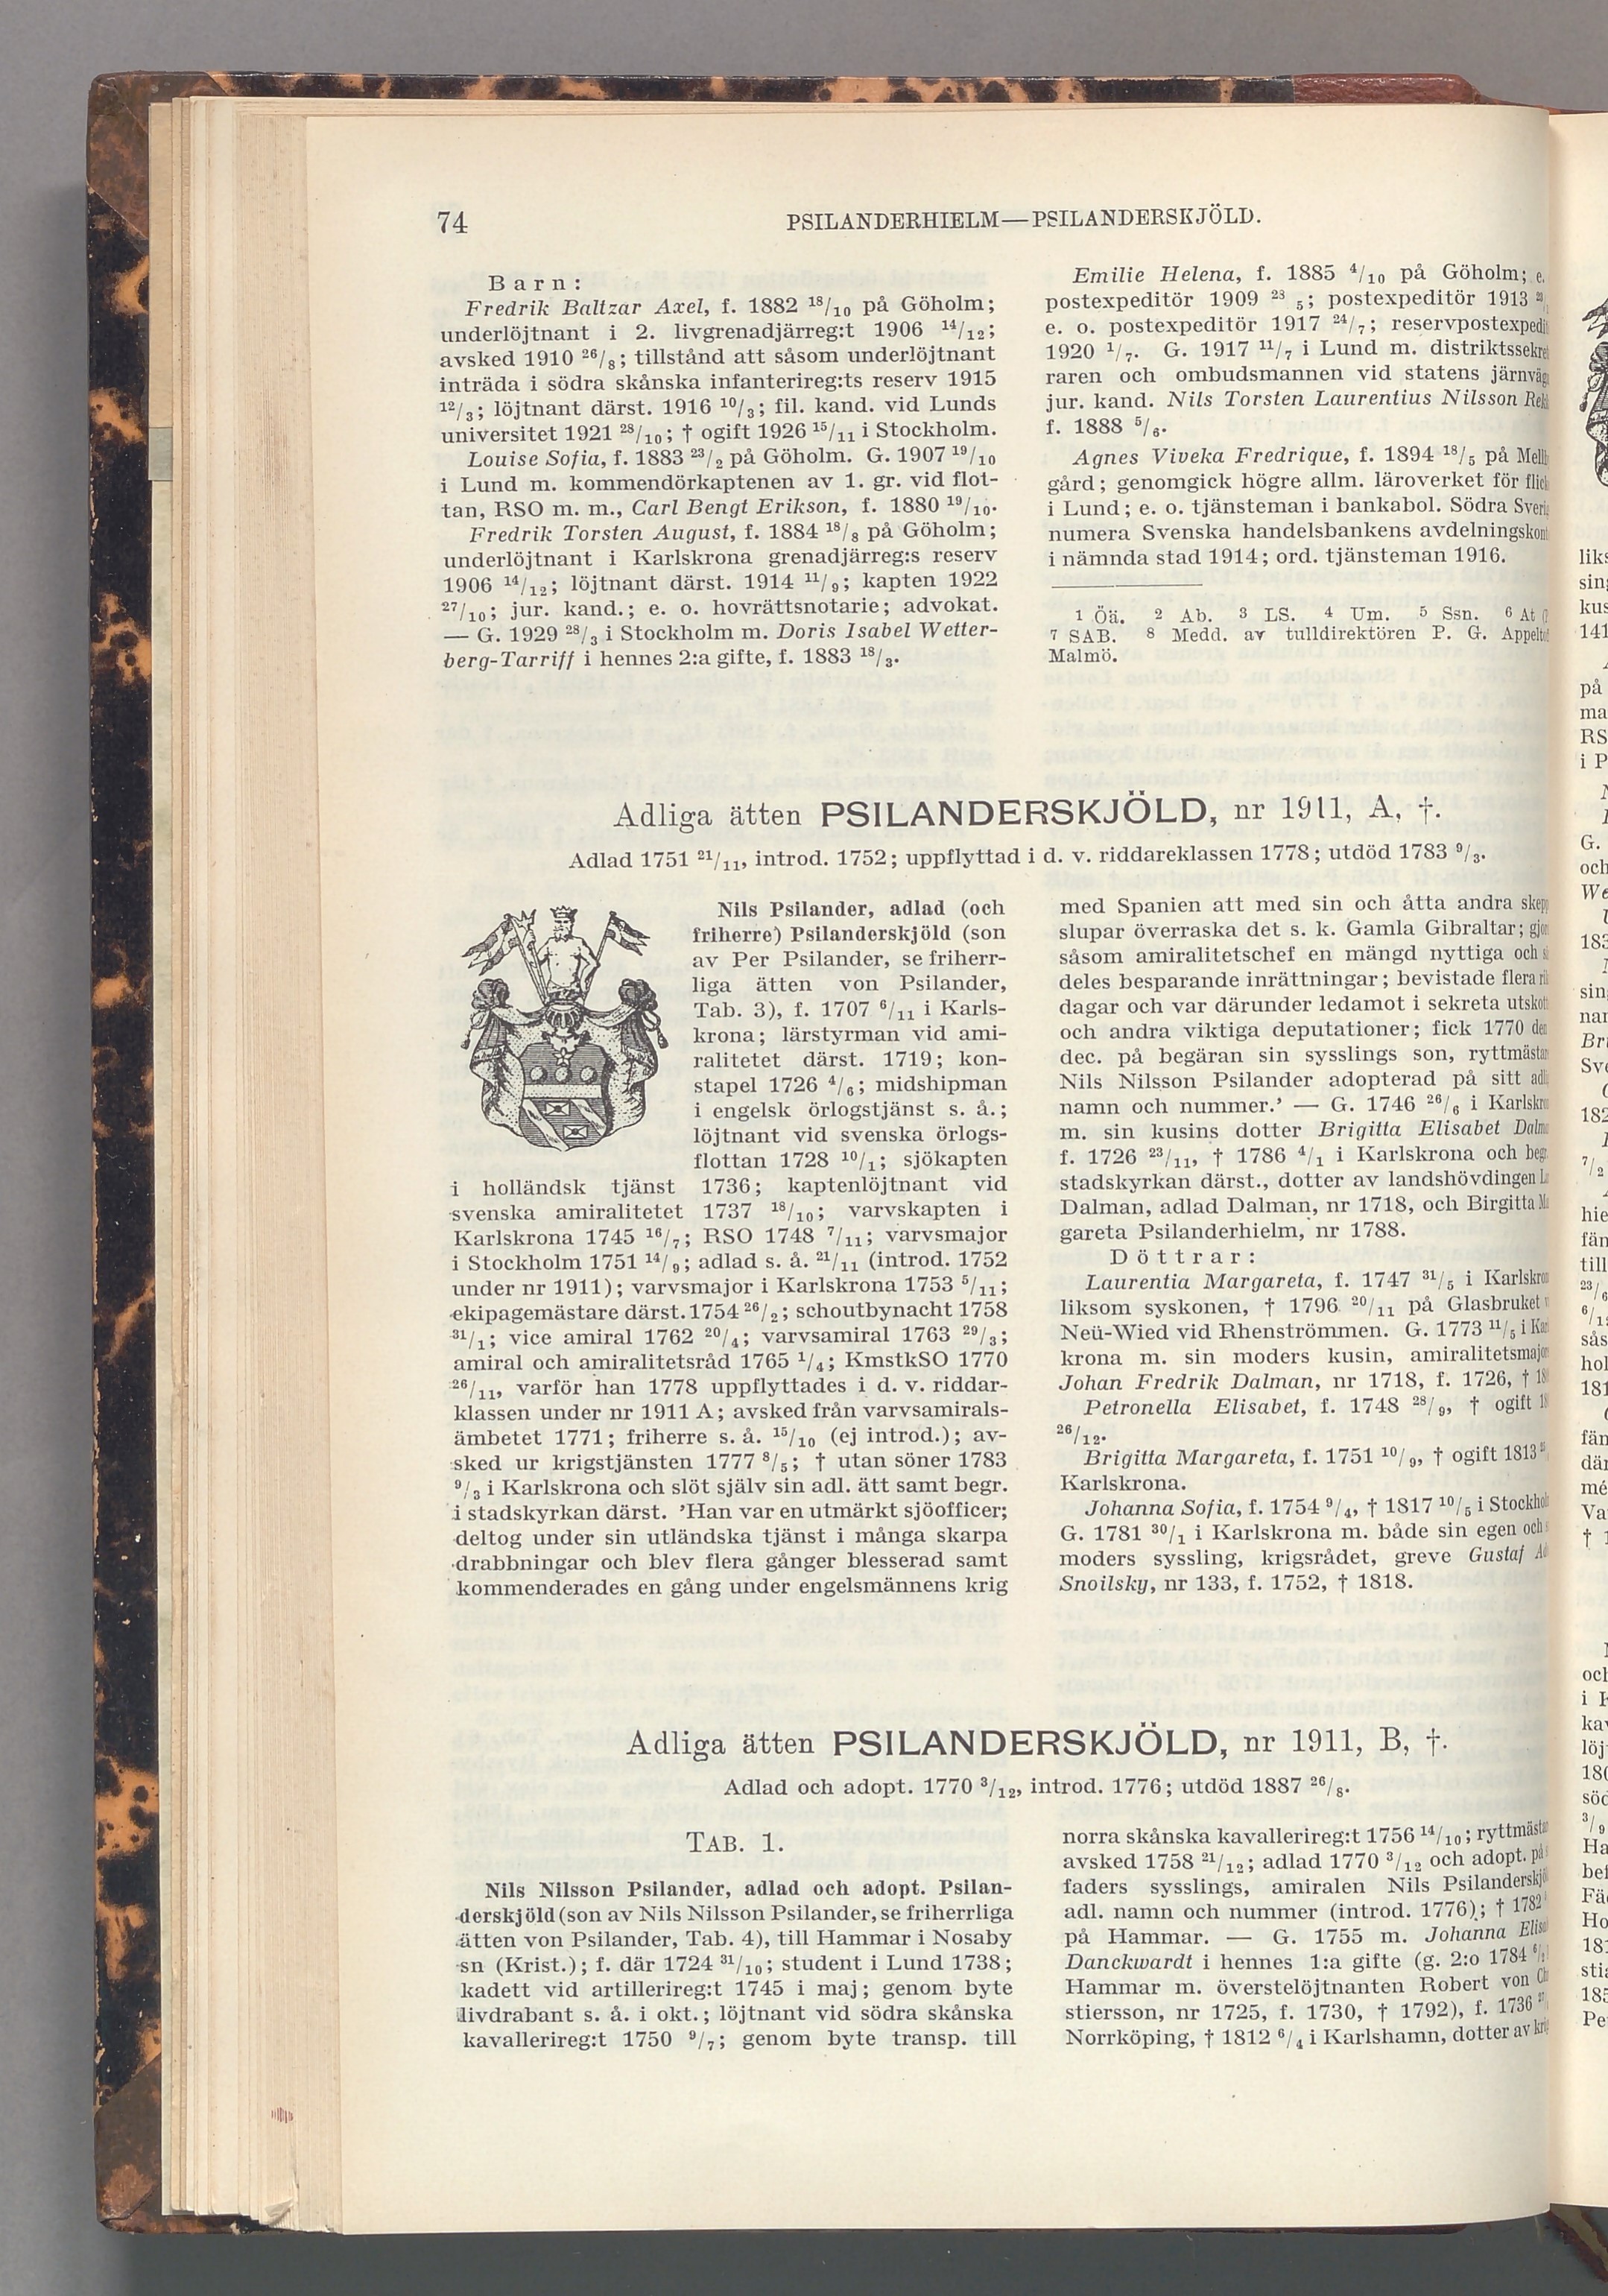 74
PSILANDERHIELM—PSILANDERSKJÖLD.
Barn:
Fredrik Baltzar Axel, f. 1882 18/10 på Göholm;
underlöjtnant i 2. livgrenadjärreg:t 1906 14/12;
avsked 1910 26/8; tillstånd att såsom underlöjtnant
inträda i södra skånska infanterireg:ts reserv 1915
12/3; löjtnant därst. 1916 10/3; fil. kand. vid Lunds
universitet 1921 28/10; † ogift 1926 15/11 i Stockholm.
Louise Sofia, f. 1883 23/2 på Göholm. G. 1907 19/10
i Lund m. kommendörkaptenen av 1. gr. vid flot-
tan, RSO m. m., Carl Bengt Erikson, f. 1880 19/10.
Fredrik Torsten August, f. 1884 18/8 på Göholm;
underlöjtnant i Karlskrona grenadjärreg:s reserv
1906 14/12; löjtnant därst. 1914 11/9; kapten 1922
27/10; jur. kand.; e. o. hovrättsnotarie; advokat.
— G. 1929 28/3 i Stockholm m. Doris Isabel Wetter-
berg-Tarriff i hennes 2:a gifte, f. 1883 18/3.
Emilie Helena, f. 1885 4/10 på Göholm; e.
postexpeditör 1909 23 5; postexpeditör 1913
e. o. postexpeditör 1917 24/7;
1920 1/7. G. 1917 11/7 i Lund m.
raren och ombudsmannen vid statens
jur. kand. Nils Torsten Laurentius Nilsson
f. 1888 5/6.
Agnes Viveka Fredrique, f. 1894 18/5 på
gård; genomgick högre allm. läroverket för
i Lund; e. o. tjänsteman i bankabol. Södra
numera Svenska handelsbankens
i nämnda stad 1914; ord. tjänsteman 1916.
1 Öä. 2 Ab. 3 LS. 4 Um. 5 Ssn. 6 At
7 SAB. 8 Medd. av tulldirektören P. G.
Malmö.
Adliga ätten PSILANDERSKJÖLD, nr 1911, A, †.
Adlad 1751 21/11, introd. 1752; uppflyttad i d. v. riddareklassen 1778; utdöd 1783 9/3.
Nils Psilander, adlad (och
friherre) Psilanderskjöld (son
av Per Psilander, se friherr-
liga ätten von Psilander,
Tab. 3), f. 1707 6/11 i Karls-
krona; lärstyrman vid ami-
ralitetet därst. 1719; kon-
stapel 1726 4/6; midshipman
i engelsk örlogstjänst s. å.;
löjtnant vid svenska örlogs-
flottan 1728 10/1; sjökapten
i holländsk tjänst 1736; kaptenlöjtnant vid
svenska amiralitetet 1737 18/10; varvskapten i
Karlskrona 1745 16/7; RSO 1748 7/11; varvsmajor
i Stockholm 1751 14/9; adlad s. å. 21/11 (introd. 1752
under nr 1911); varvsmajor i Karlskrona 1753 5/11;
ekipagemästare därst. 1754 26/2; schoutbynacht 1758
31/1; vice amiral 1762 20/4; varvsamiral 1763 29/3;
amiral och amiralitetsråd 1765 1/4; KmstkSO 1770
26/11, varför han 1778 uppflyttades i d. v. riddar-
klassen under nr 1911 A; avsked från varvsamirals-
ämbetet 1771; friherre s. å. 15/10 (ej introd.); av-
sked ur krigstjänsten 1777 8/5; † utan söner 1783
9/3 i Karlskrona och slöt själv sin adl. ätt samt begr.
i stadskyrkan därst. 'Han var en utmärkt sjöofficer;
deltog under sin utländska tjänst i många skarpa
drabbningar och blev flera gånger blesserad samt
kommenderades en gång under engelsmännens krig
med Spanien att med sin och åtta andra
slupar överraska det s. k. Gamla Gibraltar;
såsom amiralitetschef en mängd nyttiga och
deles besparande inrättningar; bevistade flera
dagar och var därunder ledamot i sekreta
och andra viktiga deputationer; fick 1770
dec. på begäran sin sysslings son,
Nils Nilsson Psilander adopterad på sitt
namn och nummer.' — G. 1746 26/6 i
m. sin kusins dotter Brigitta Elisabet
f. 1726 23/11, † 1786 4/1 i Karlskrona och
stadskyrkan därst., dotter av landshövdingen
Dalman, adlad Dalman, nr 1718, och Birgitta
gareta Psilanderhielm, nr 1788.
Döttrar:
Laurentia Margareta, f. 1747 31/5 i
liksom syskonen, † 1796 20/11 på Glasbruket
Neü-Wied vid Rhenströmmen. G. 1773 11/5 i
krona m. sin moders kusin,
Johan Fredrik Dalman, nr 1718, f. 1726, †
Petronella Elisabet, f. 1748 28/9, † ogift
26/12.
Brigitta Margareta, f. 1751 10/9, † ogift 1813
Karlskrona.
Johanna Sofia, f. 1754 9/4, † 1817 10/5 i
G. 1781 30/1 i Karlskrona m. både sin egen och
moders syssling, krigsrådet, greve Gustaf
Snoilsky, nr 133, f. 1752, † 1818.
Adliga ätten PSILANDERSKJÖLD, nr 1911, B, †.
Adlad och adopt. 1770 3/12, introd. 1776; utdöd 1887 26/8.
TAB. 1.
Nils Nilsson Psilander, adlad och adopt. Psilan-
derskjöld (son av Nils Nilsson Psilander, se friherrliga
ätten von Psilander, Tab. 4), till Hammar i Nosaby
sn (Krist.); f. där 1724 31/10; student i Lund 1738;
kadett vid artillerireg:t 1745 i maj; genom byte
livdrabant s. å. i okt.; löjtnant vid södra skånska
kavallerireg:t 1750 9/7; genom byte transp. till
norra skånska kavallerireg:t 1756 14/10;
avsked 1758 21/12; adlad 1770 3/12 och adopt. på
faders sysslings, amiralen Nils
adl. namn och nummer (introd. 1776); † 1782
på Hammar. — G. 1755 m. Johanna
Danckwardt i hennes 1:a gifte (g. 2:o 1784
Hammar m. överstelöjtnanten Robert von
stiersson, nr 1725, f. 1730, † 1792), f. 1736
Norrköping, † 1812 6/4 i Karlshamn, dotter av